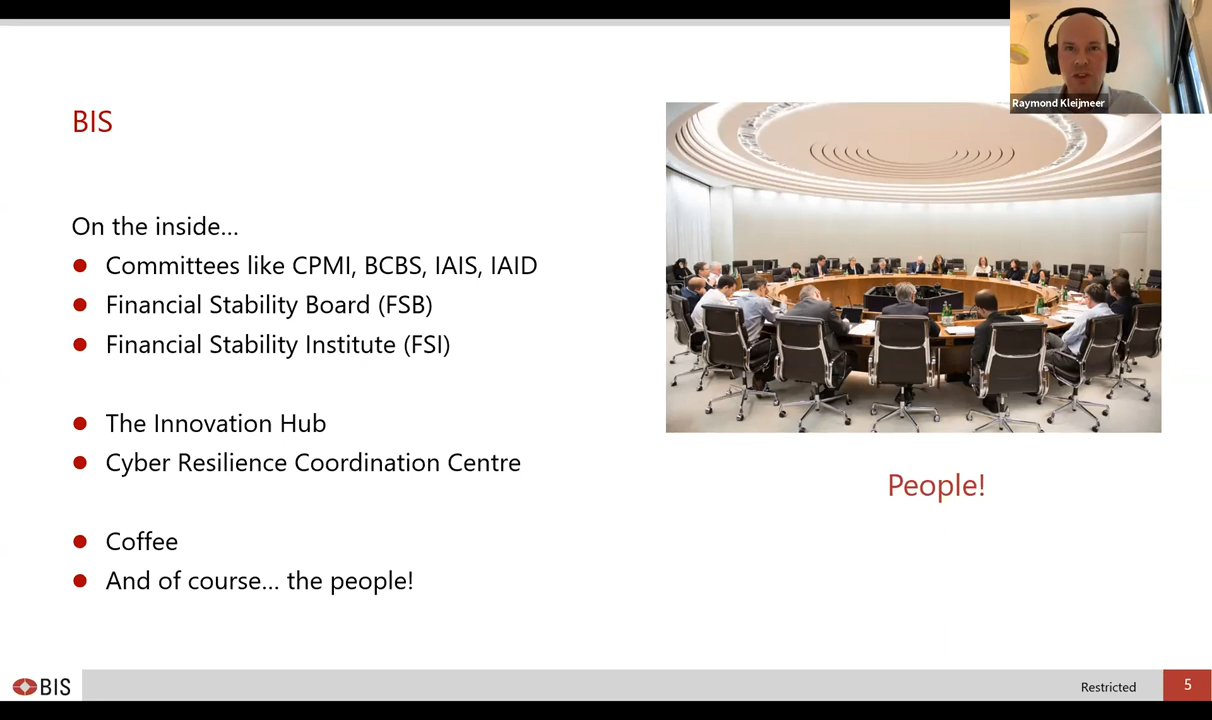 Raymond Kleijmeer
BIS
On the inside...
Committees like CPMI, BCBS, IAIS, IAID
Financial Stability Board (FSB)
Financial Stability Institute (FSI)
The Innovation Hub
Cyber Resilience Coordination Centre
Coffee
And of course... the people!
People!
BIS
Restricted
5